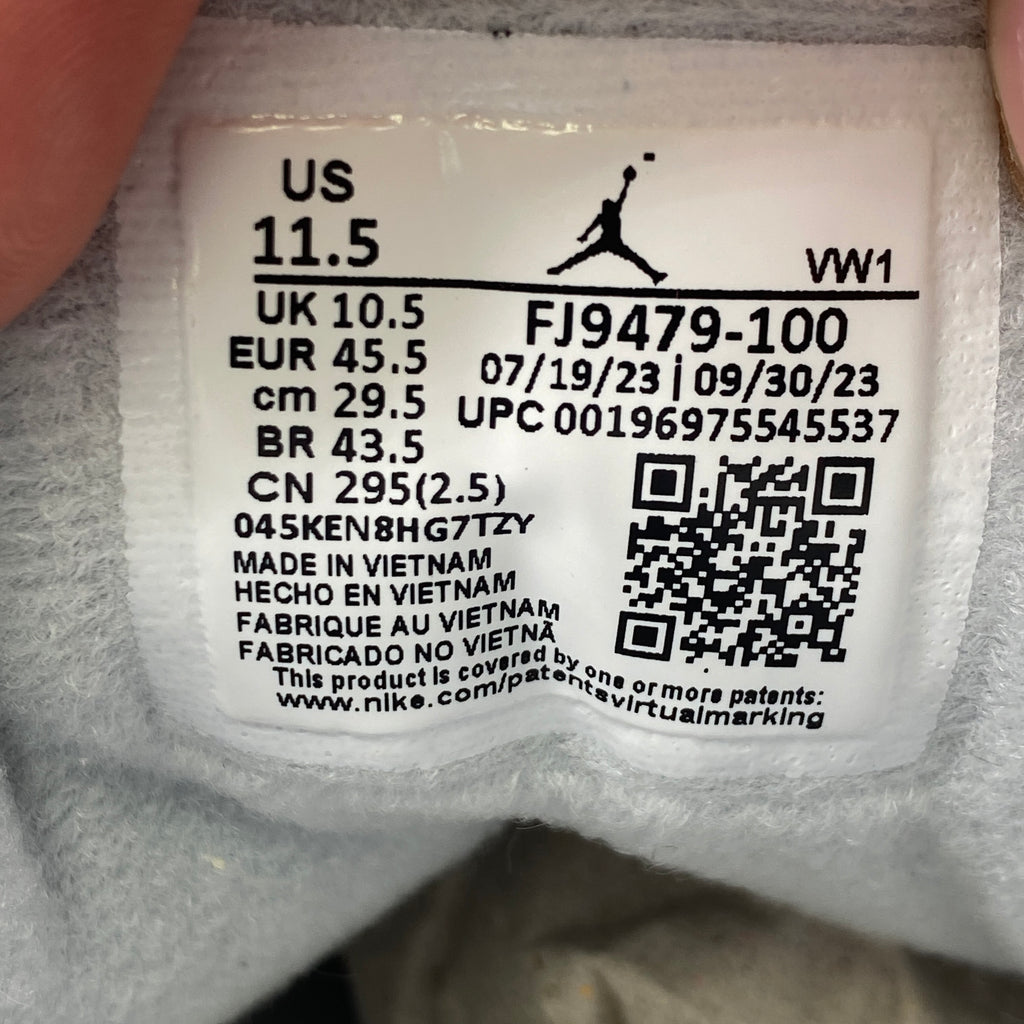 US
11.5
VW1
UK 10.5
EUR 45.5
cm 29.5
BR 43.5
CN 295(2.5)
FJ9479-100
07/19/23 | 09/30/23
UPC 00196975545537
045KEN8HG7TZY
MADE IN VIETNAM
HECHO EN VIETNAM
FABRIQUE AU VIETNAM
FABRICADO NO VIETNÃ
This product is covered by one or more patents:
www.nike.com/patentsvirtualmarking